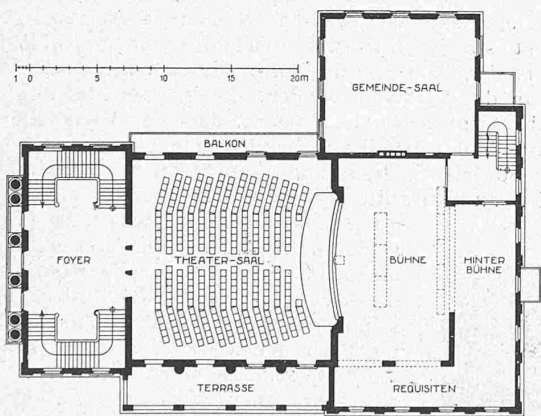 1 0 5 10 15 20m
GEMEINDE-SAAL
BALKON
FOYER
THEATER-SAAL
BÜHNE
HINTER
BÜHNE
TERRASSE
REQUISITEN